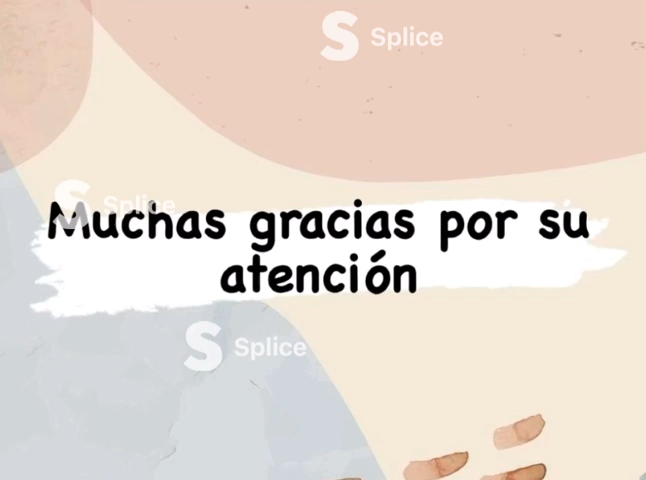 Splice
Splice
Muchas gracias por su
atención
Splice